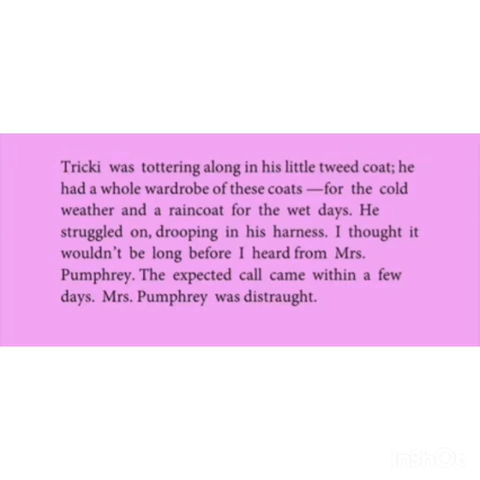 Tricki was tottering along in his little tweed coat; he
had a whole wardrobe of these coats —for the cold
weather and a raincoat for the wet days. He
struggled on, drooping in his harness. I thought it
wouldn't be long before I heard from Mrs.
Pumphrey. The expected call came within a few
days. Mrs. Pumphrey was distraught.